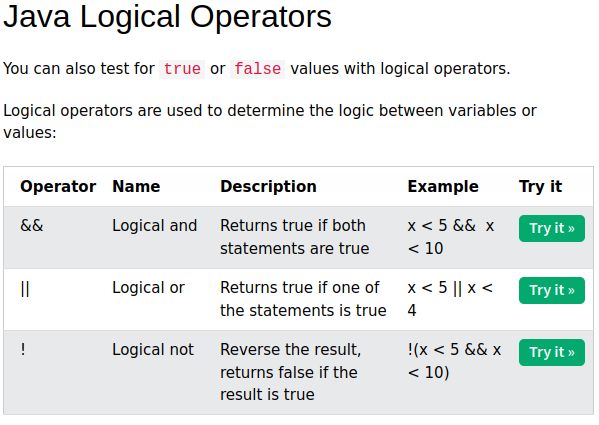 Java Logical Operators
You can also test for true or false values with logical operators.
Logical operators are used to determine the logic between variables or
values:
Operator Name Description Example Try it
&& Logical and Returns true if both x < 5 &&  x Try it »
statements are true < 10
|| Logical or Returns true if one of x < 5 || x < Try it »
the statements is true 4
! Logical not Reverse the result, !(x < 5 && x Try it »
returns false if the < 10)
result is true